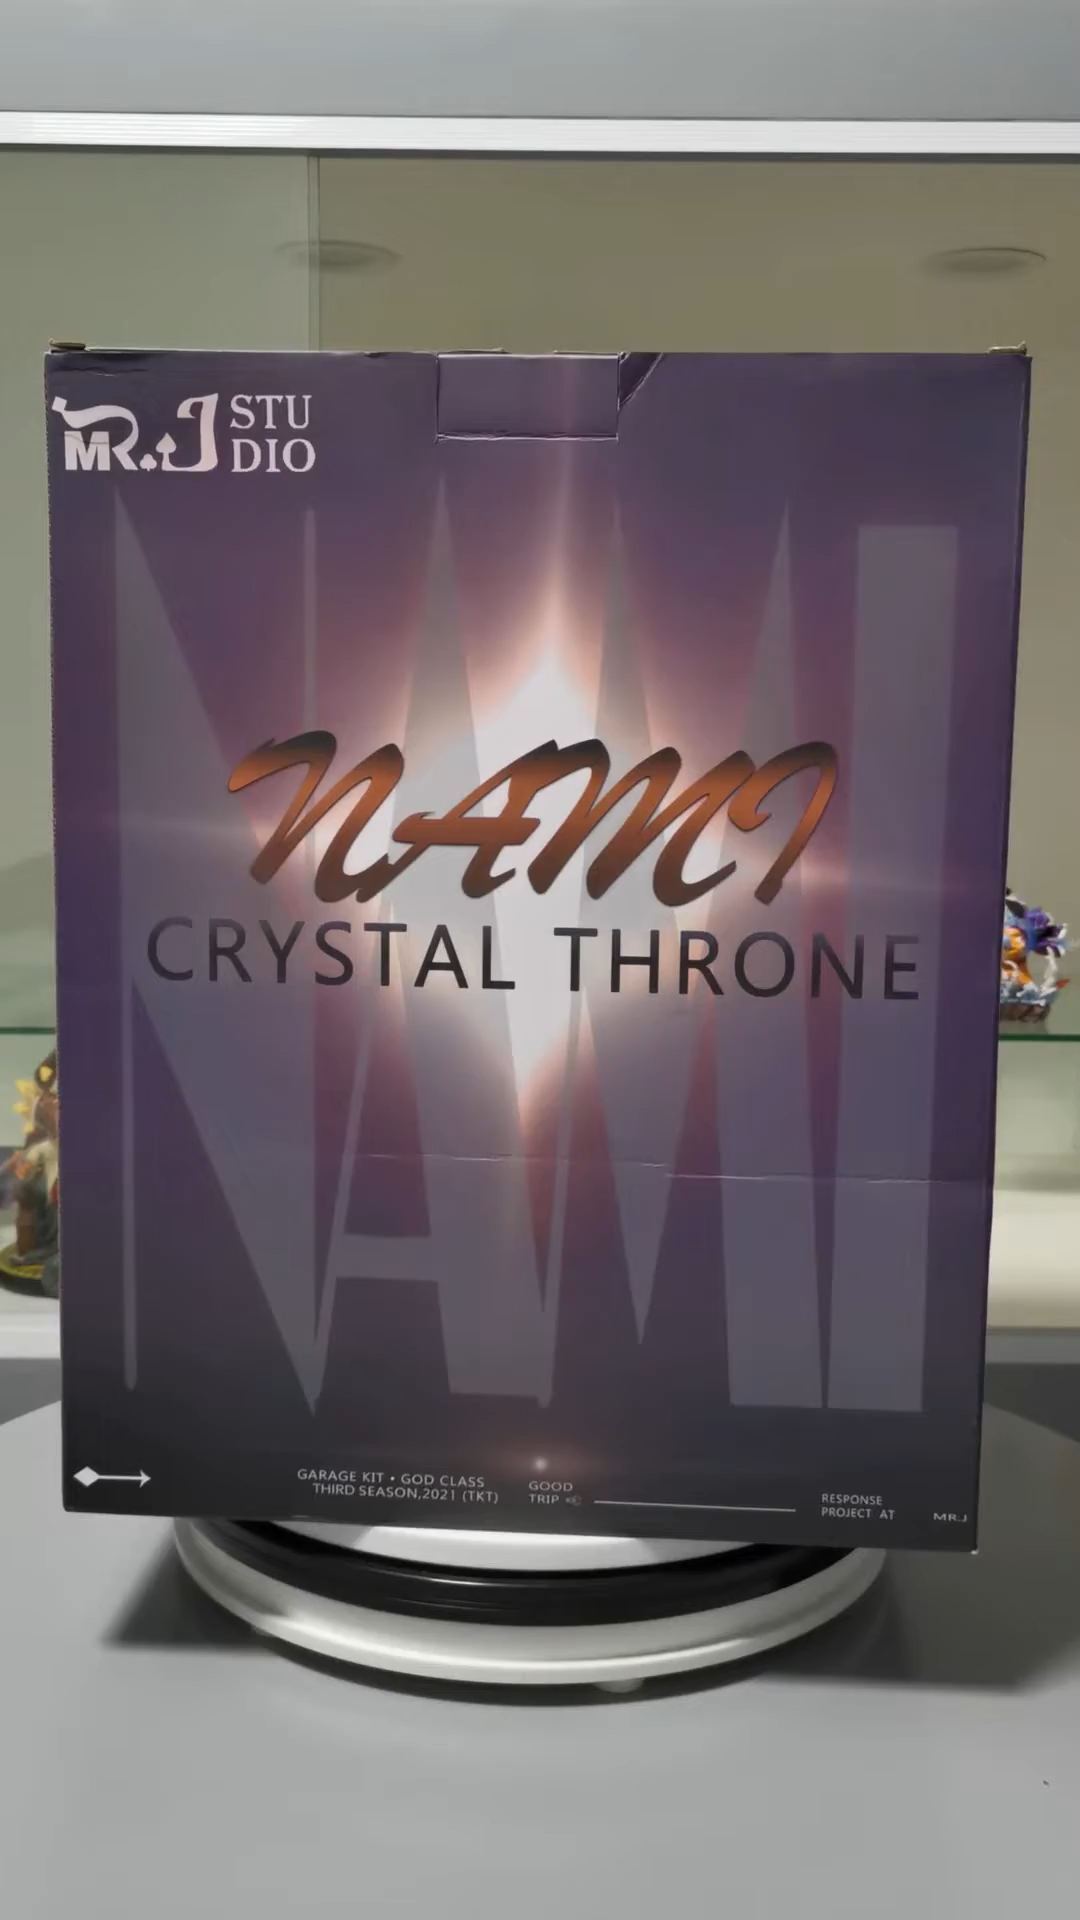 MR.J STU
DIO
NAMI
NAMI
CRYSTAL THRONE
GARAGE KIT • GOD CLASS
THIRD SEASON,2021 (TKT)
GOOD
TRIP
RESPONSE
PROJECT AT
MR.J